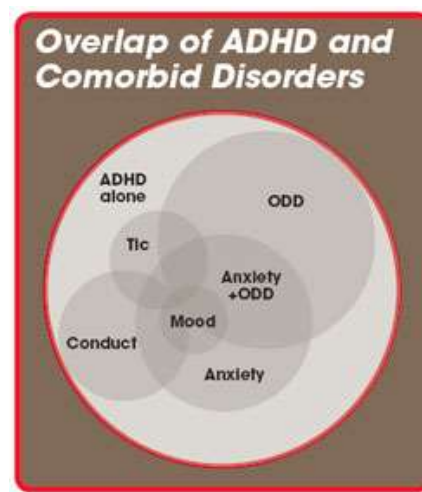 Overlap of ADHD and
Comorbid Disorders
ADHD
alone
ODD
Tic
Anxiety
+ODD
Mood
Conduct
Anxiety